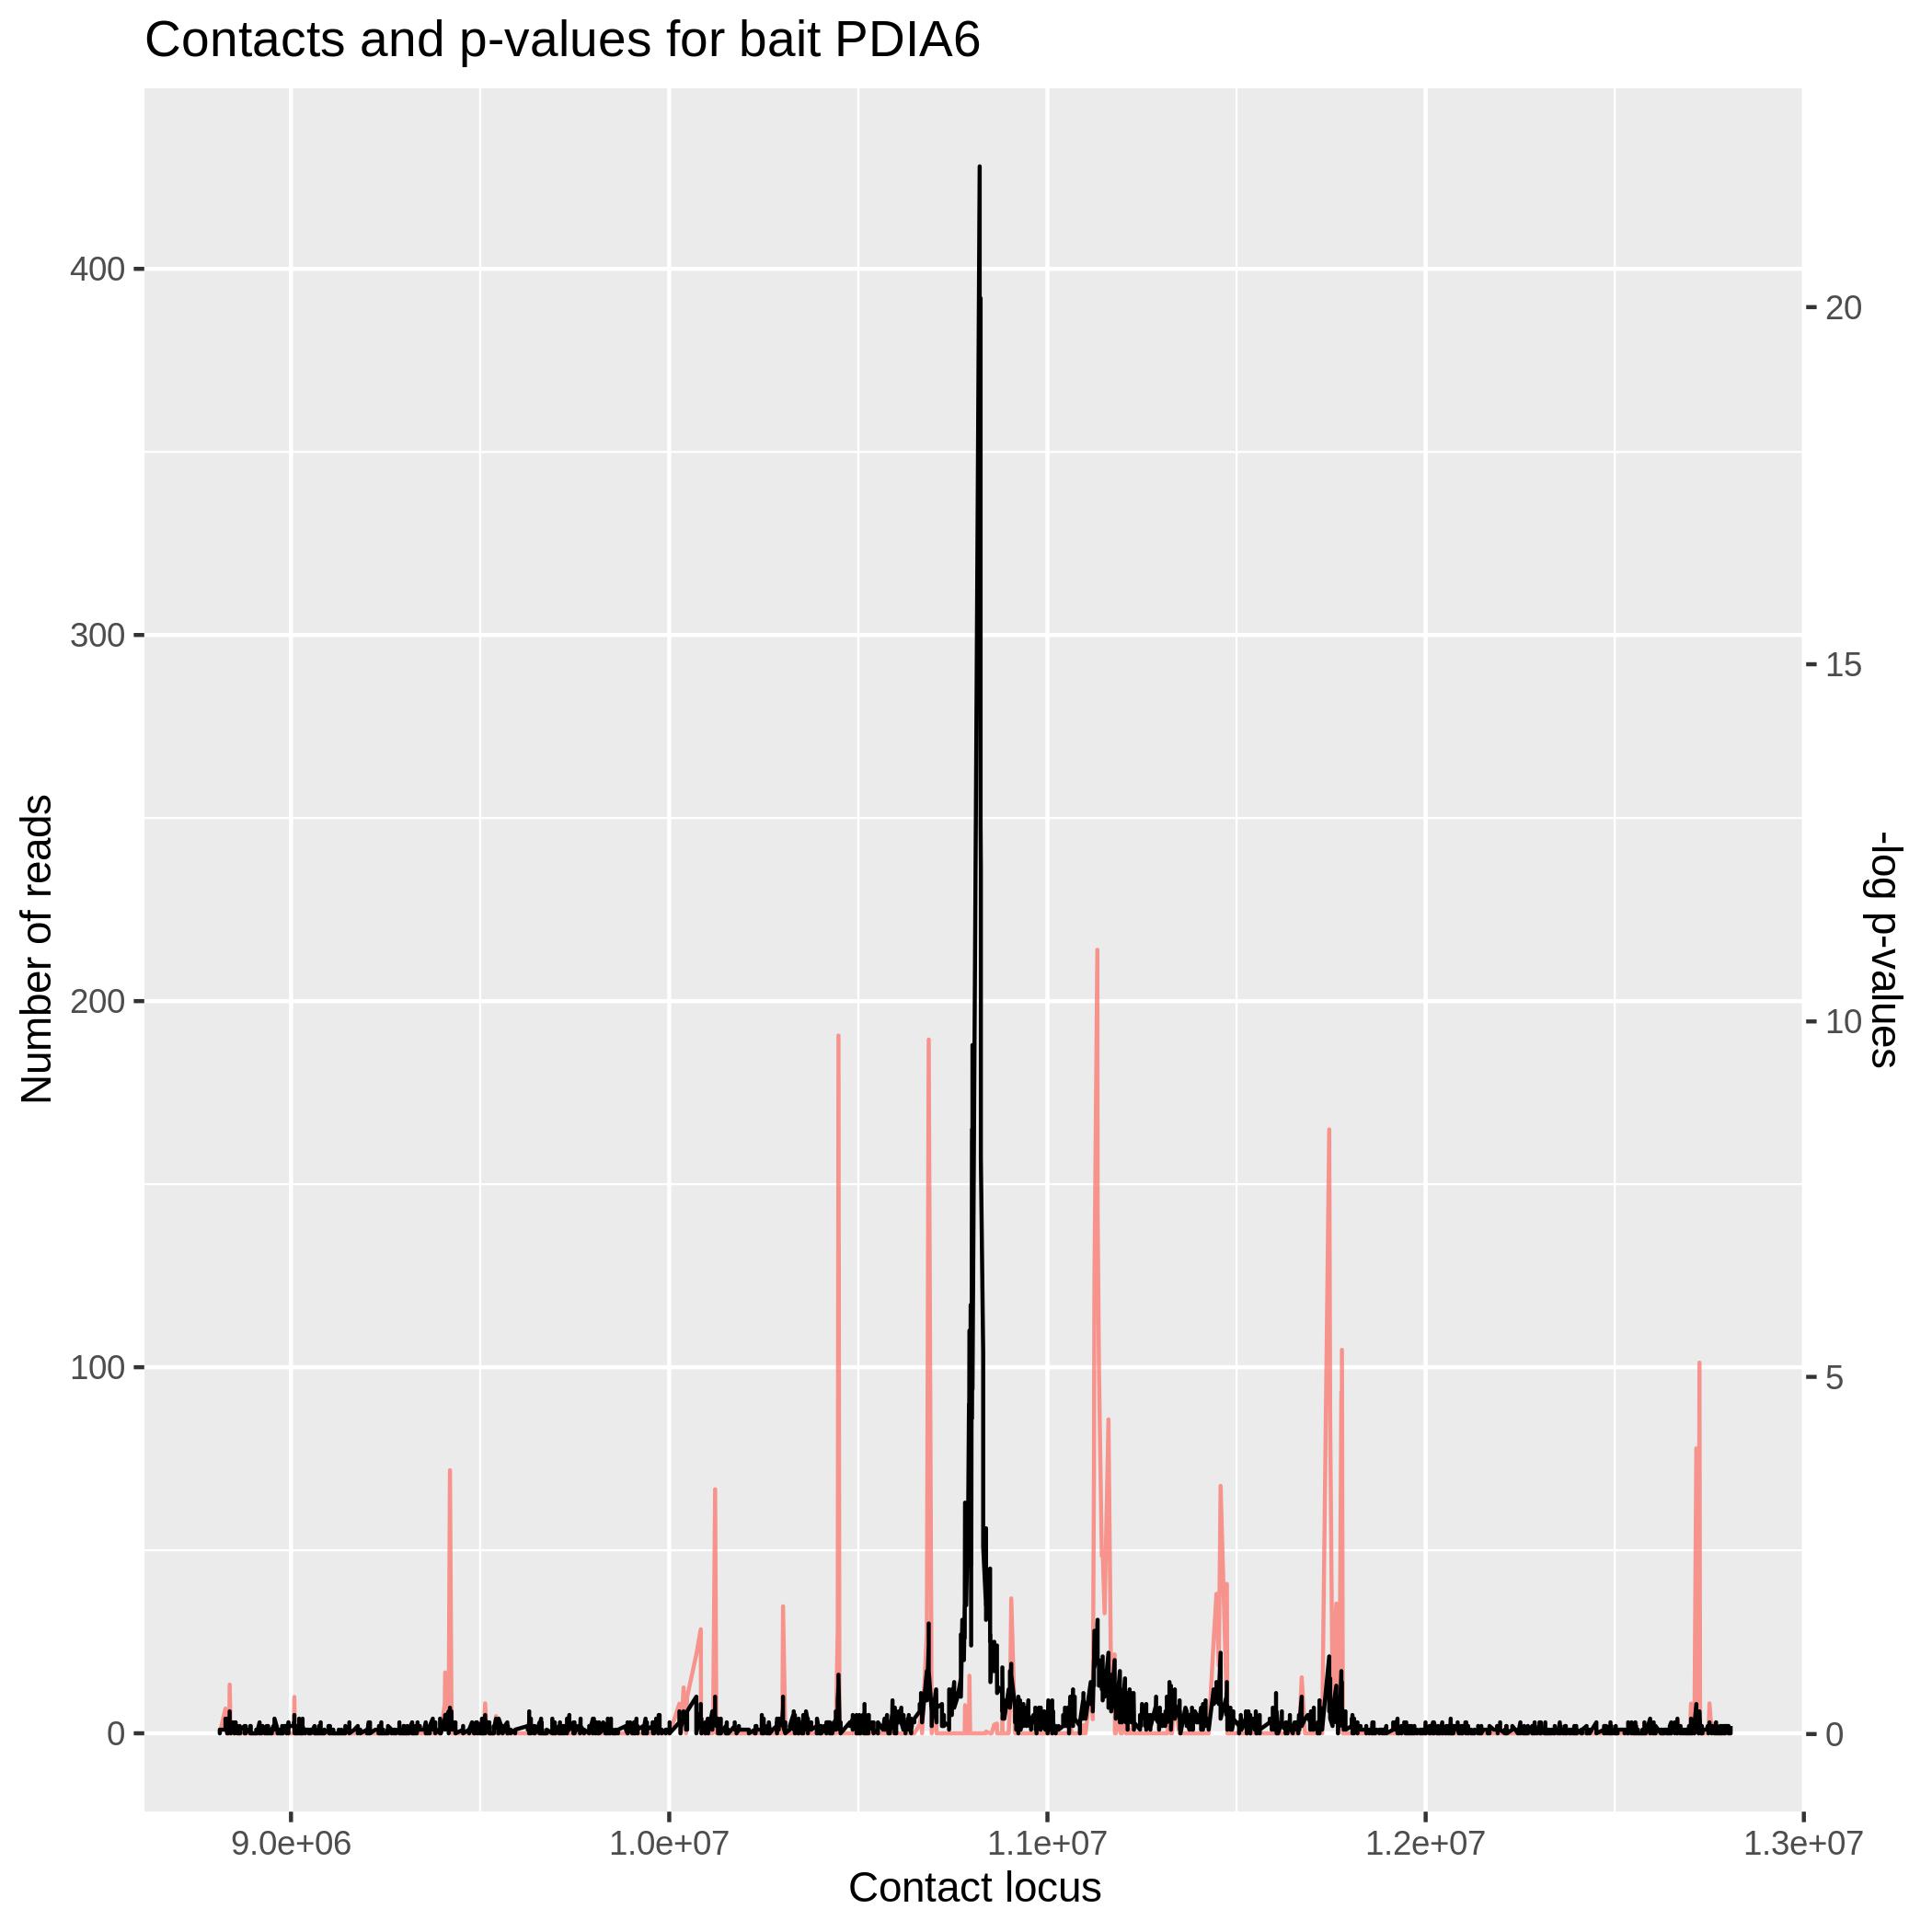 Contacts and p-values for bait PDIA6
400
300
200
100
0
Number of reads
20
15
10
5
0
-log p-values
9.0e+06
1.0e+07
1.1e+07
1.2e+07
1.3e+07
Contact locus